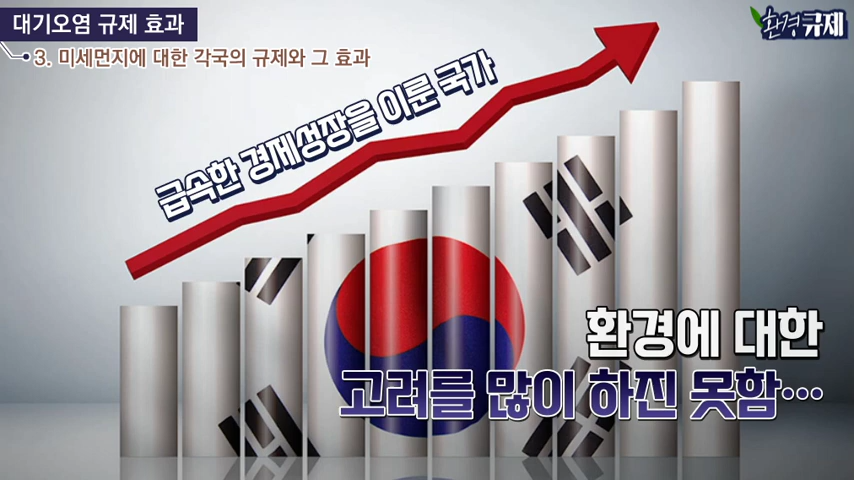 대기오염 규제 효과
환경규제
3. 미세먼지에 대한 각국의 규제와 그 효과
급속한 경제성장을 이룬 국가
환경에 대한
고려를 많이 하진 못함…